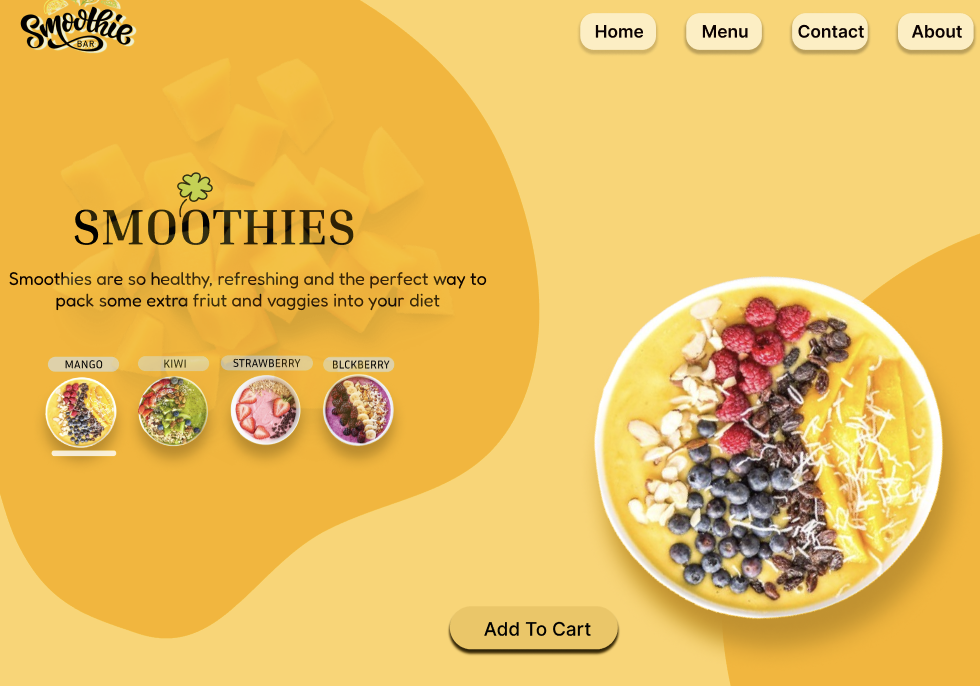 Smoothie
BAR
Home
Menu
Contact
About
SMOOTHIES
Smoothies are so healthy, refreshing and the perfect way to
pack some extra friut and vaggies into your diet
MANGO
KIWI
STRAWBERRY
BLCKBERRY
Add To Cart